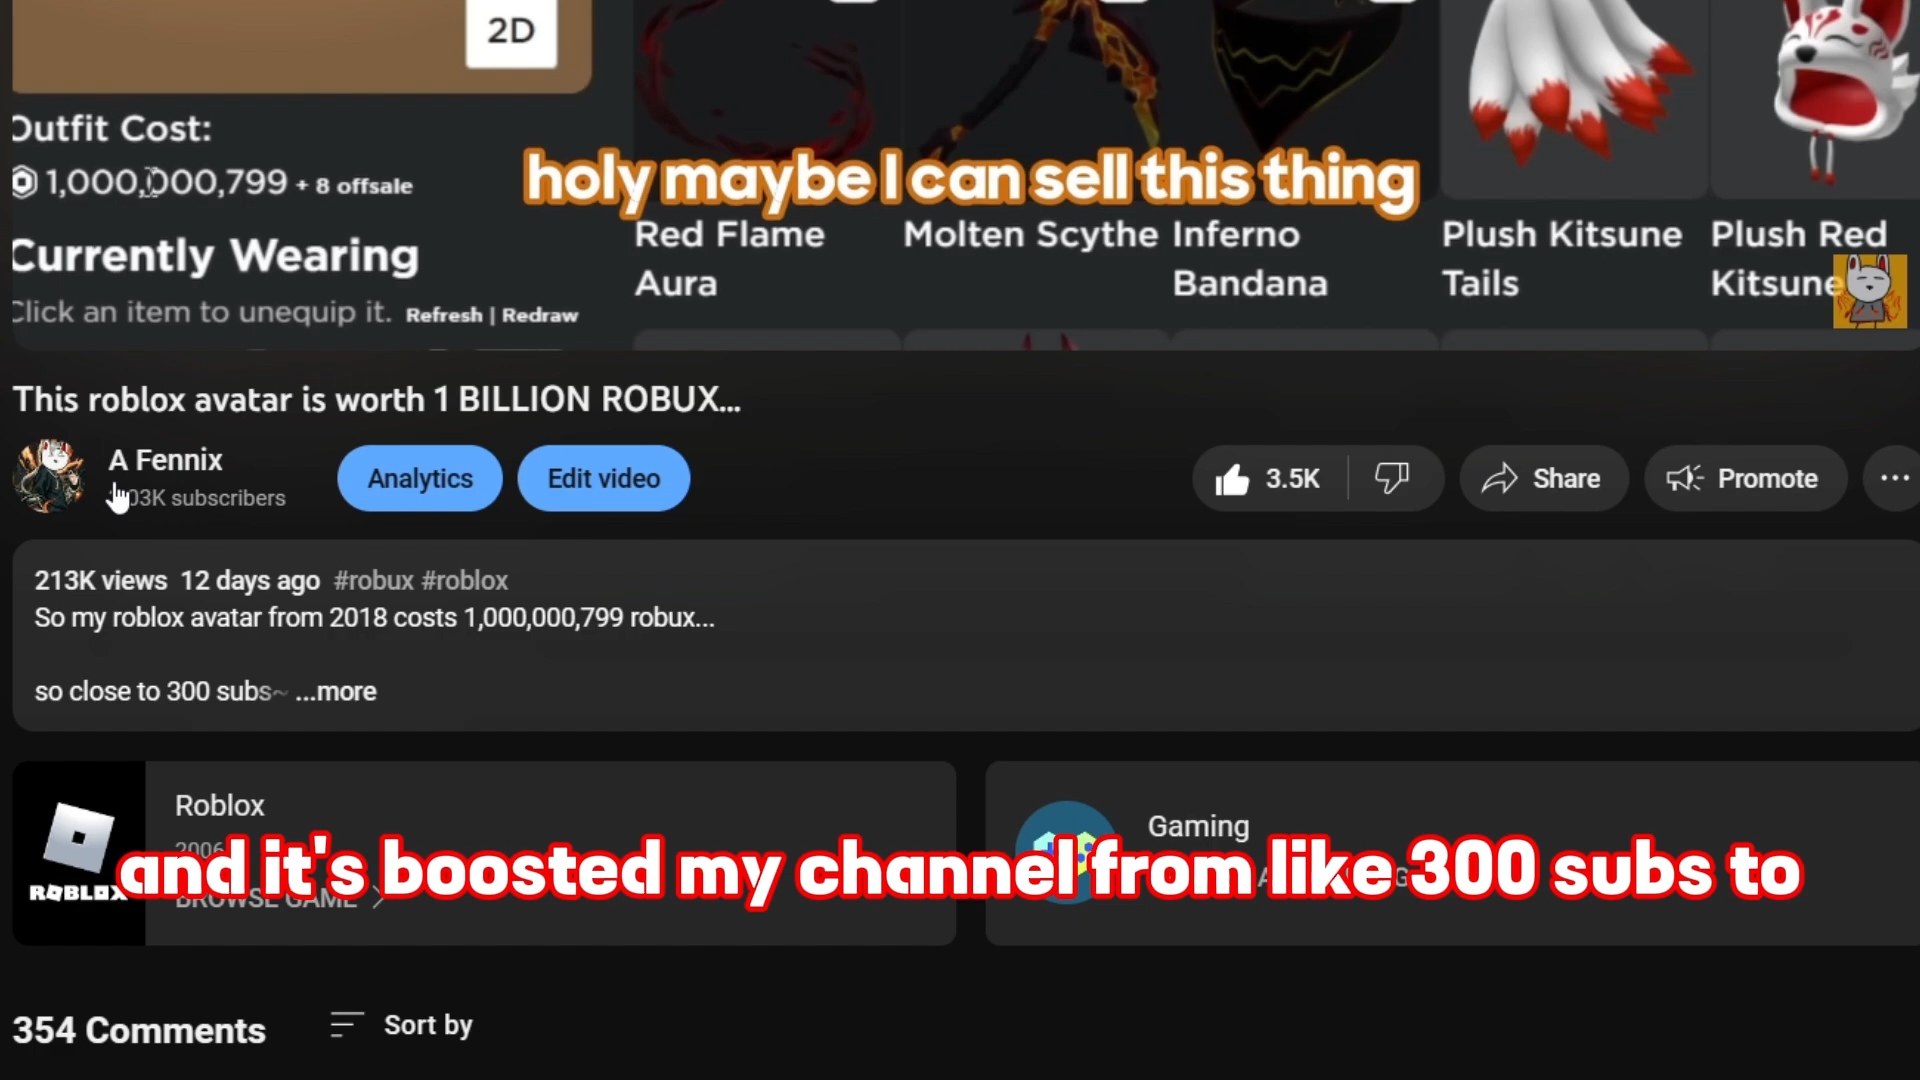 2D
Outfit Cost:
1,000,000,799 + 8 offsale
holy maybe I can sell this thing
Currently Wearing
Click an item to unequip it. Refresh | Redraw
Red Flame
Aura
Molten Scythe
Inferno
Bandana
Plush Kitsune
Tails
Plush Red
Kitsune
This roblox avatar is worth 1 BILLION ROBUX...
A Fennix
03K subscribers
Analytics
Edit video
3.5K
Share
Promote
213K views 12 days ago #robux #roblox
So my roblox avatar from 2018 costs 1,000,000,799 robux...
so close to 300 subs~ ...more
Roblox
2006
ROBLOX
BROWSE GAME
Gaming
and it's boosted my channel from like 300 subs to
354 Comments
Sort by